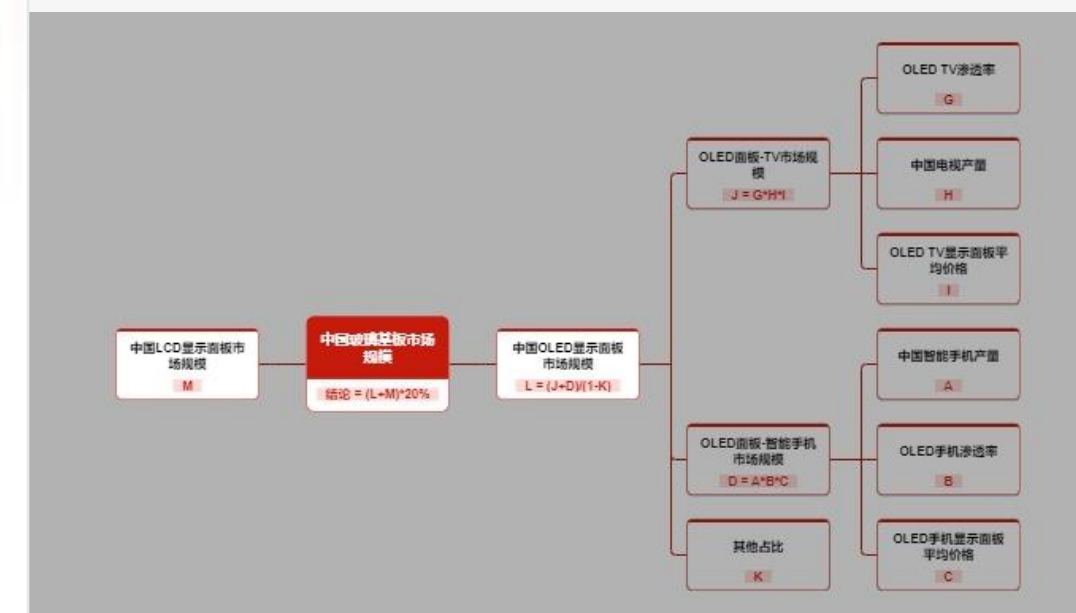 OLED TV渗透率
G
OLED面板-TV市场规
模
J = G*H*I
中国电视产量
H
OLED TV显示面板平
均价格
I
中国LCD显示面板市
场规模
M
中国玻璃基板市场
规模
结论 = (L+M)*20%
中国OLED显示面板
市场规模
L = (J+D)/(1-K)
中国智能手机产量
A
OLED面板-智能手机
市场规模
D = A*B*C
OLED手机渗透率
B
其他占比
K
OLED手机显示面板
平均价格
C